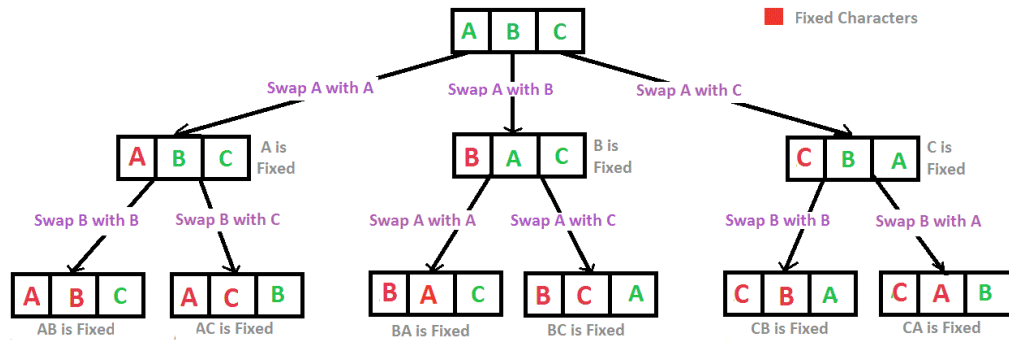 Fixed Characters
A B C
Swap A with A
Swap A with B
Swap A with C
A B C
A is
Fixed
B A C
B is
Fixed
C B A
C is
Fixed
Swap B with B
Swap B with C
Swap A with A
Swap A with C
Swap B with B
Swap B with A
A B C
A C B
B A C
B C A
C B A
C A B
AB is Fixed
AC is Fixed
BA is Fixed
BC is Fixed
CB is Fixed
CA is Fixed